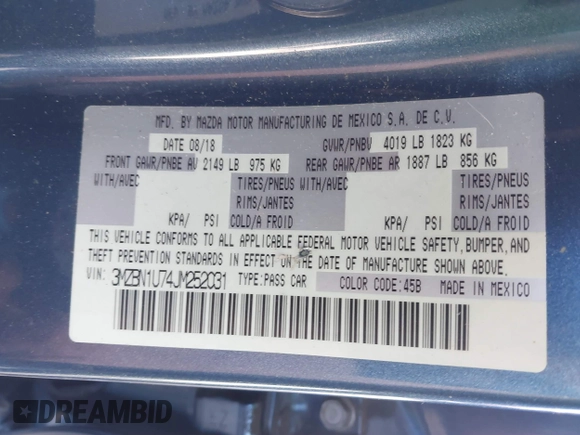 MFD. BY MAZDA MOTOR MANUFACTURING DE MEXICO S.A. DE C.V.
DATE 08/18 GVWR/PNBV 4019 LB 1823 KG
FRONT GAWR/PNBE AV 2149 LB 975 KG REAR GAWR/PNBE AR 1887 LB 856 KG
WITH/AVEC TIRES/PNEUS WITH/AVEC TIRES/PNEUS
RIMS/JANTES RIMS/JANTES
KPA/ PSI COLD/A FROID KPA/ PSI COLD/A FROID
THIS VEHICLE CONFORMS TO ALL APPLICABLE FEDERAL MOTOR VEHICLE SAFETY, BUMPER, AND
THEFT PREVENTION STANDARDS IN EFFECT ON THE DATE OF MANUFACTURE SHOWN ABOVE.
VIN: 3MZBN1U74JM252031 TYPE:PASS CAR COLOR CODE:45B MADE IN MEXICO
DREAMBID